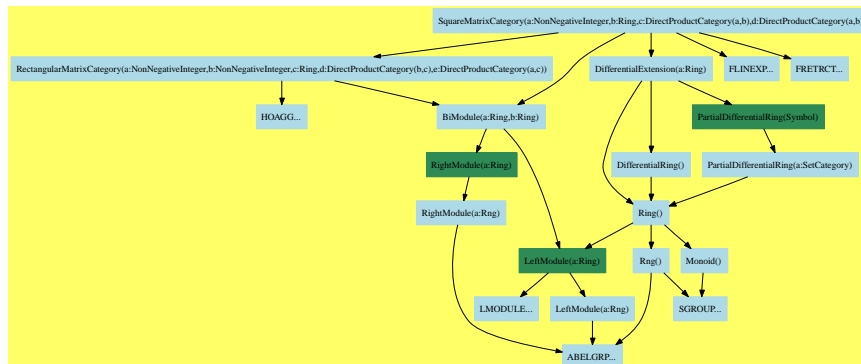 SquareMatrixCategory(a:NonNegativeInteger,b:Ring,c:DirectProductCategory(a,b),d:DirectProductCategory(a,b
RectangularMatrixCategory(a:NonNegativeInteger,b:NonNegativeInteger,c:Ring,d:DirectProductCategory(b,c),e:DirectProductCategory(a,c))
DifferentialExtension(a:Ring)
FLINEXP...
FRETRCT...
HOAGG...
BiModule(a:Ring,b:Ring)
PartialDifferentialRing(Symbol)
RightModule(a:Ring)
DifferentialRing()
PartialDifferentialRing(a:SetCategory)
RightModule(a:Rng)
Ring()
LeftModule(a:Ring)
Rng()
Monoid()
LMODULE...
LeftModule(a:Rng)
SGROUP...
ABELGRP...